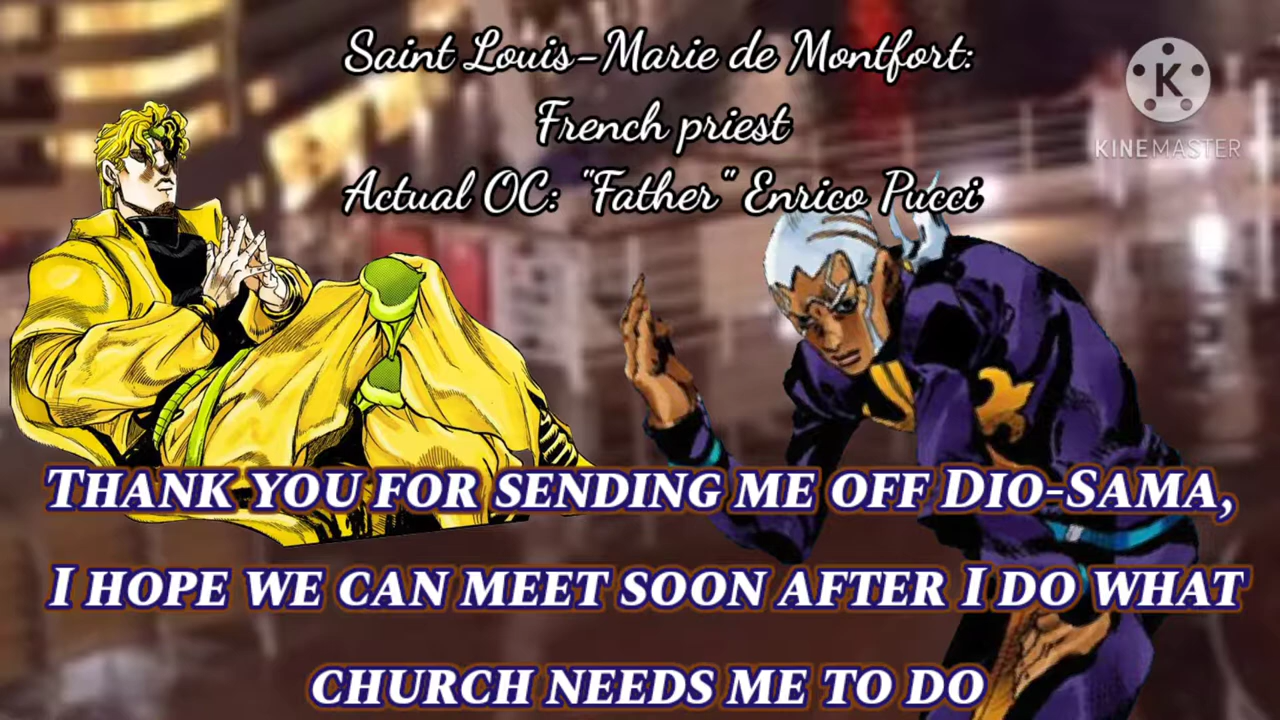 Saint Louis-Marie de Montfort:
French priest
Actual OC: "Father" Enrico Pucci
K
KINEMASTER
THANK YOU FOR SENDING ME OFF DIO-SAMA,
I HOPE WE CAN MEET SOON AFTER I DO WHAT
CHURCH NEEDS ME TO DO